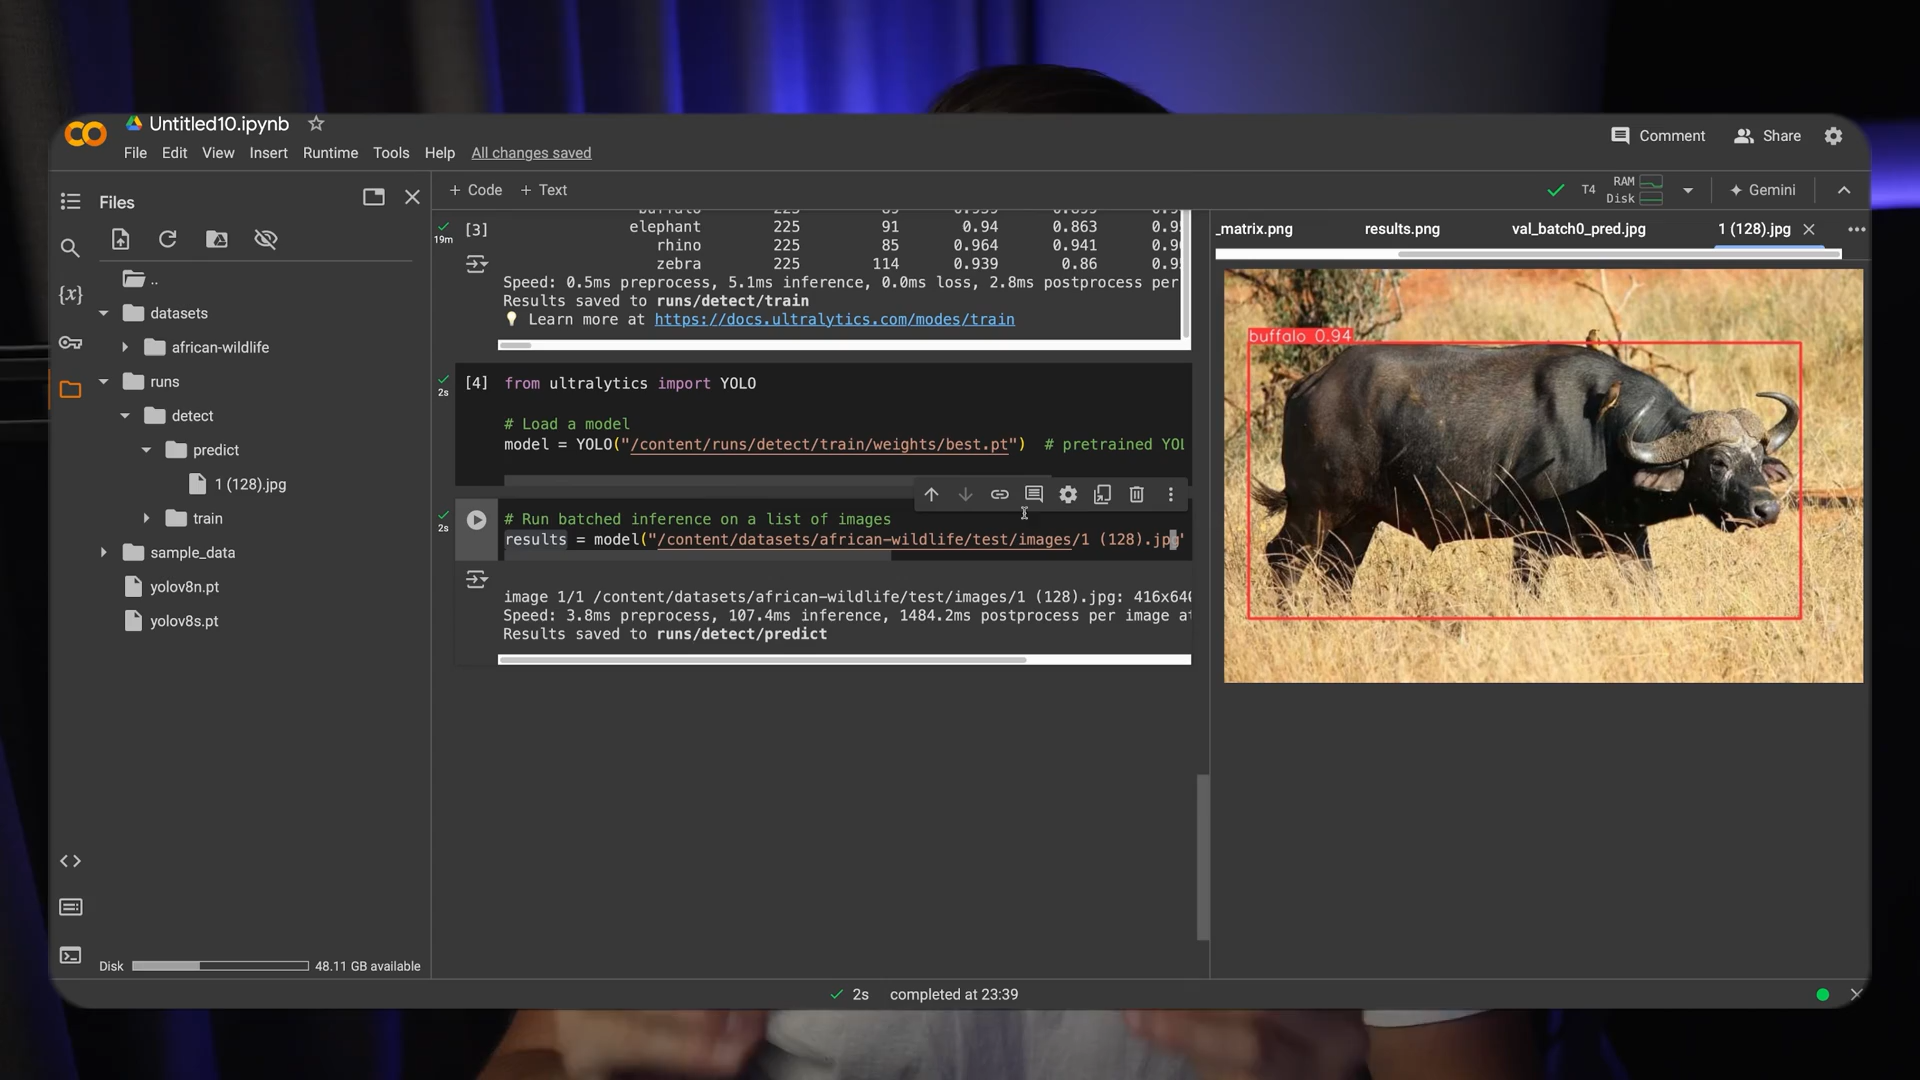 Untitled10.ipynb
File Edit View Insert Runtime Tools Help All changes saved
Comment Share
Files
+ Code + Text
T4 RAM Disk
Gemini
..
datasets
african-wildlife
runs
detect
predict
1 (128).jpg
train
sample_data
yolov8n.pt
yolov8s.pt
Disk 48.11 GB available
19m
[3]
buffalo 225 89
elephant 225 91 0.94 0.863
rhino 225 85 0.964 0.941
zebra 225 114 0.939 0.86
Speed: 0.5ms preprocess, 5.1ms inference, 0.0ms loss, 2.8ms postprocess per
Results saved to runs/detect/train
💡 Learn more at https://docs.ultralytics.com/modes/train
2s
[4] from ultralytics import YOLO
# Load a model
model = YOLO("/content/runs/detect/train/weights/best.pt") # pretrained YOL
2s
# Run batched inference on a list of images
results = model("/content/datasets/african-wildlife/test/images/1 (128).jpg"
image 1/1 /content/datasets/african-wildlife/test/images/1 (128).jpg: 416x640
Speed: 3.8ms preprocess, 107.4ms inference, 1484.2ms postprocess per image at
Results saved to runs/detect/predict
_matrix.png results.png val_batch0_pred.jpg 1 (128).jpg
buffalo 0.94
2s completed at 23:39